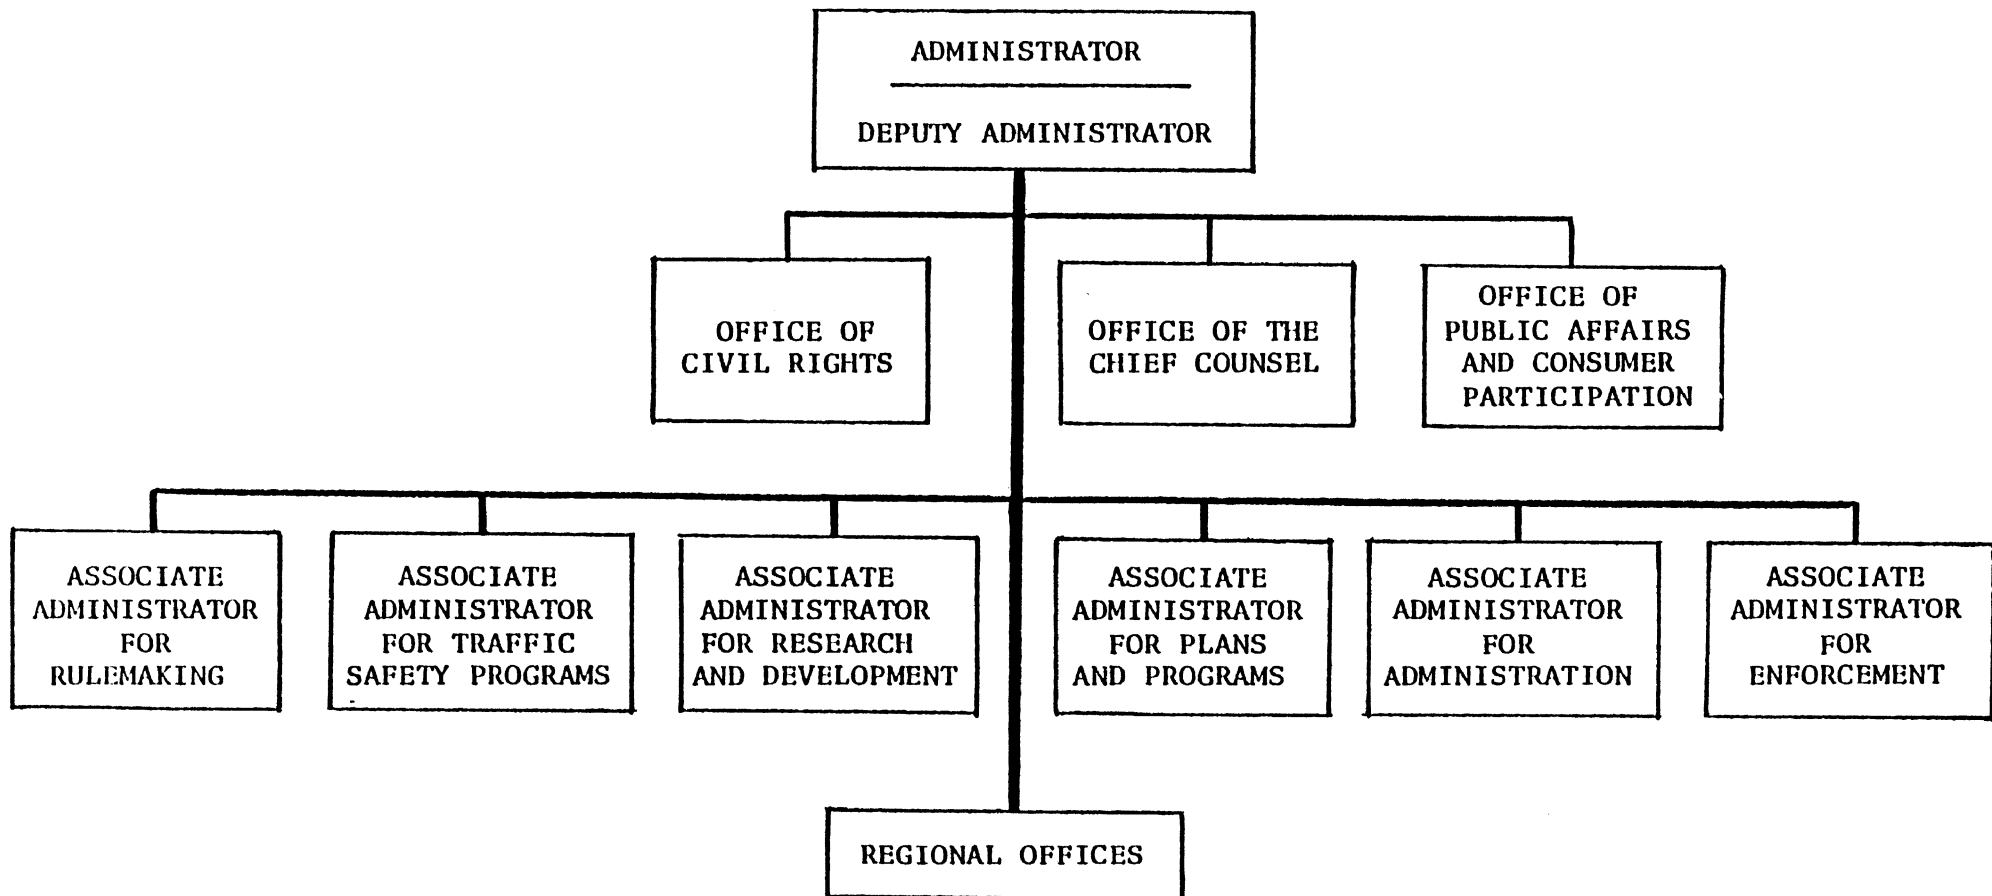 ADMINISTRATOR
DEPUTY ADMINISTRATOR
OFFICE OF
CIVIL RIGHTS
OFFICE OF THE
CHIEF COUNSEL
OFFICE OF
PUBLIC AFFAIRS
AND CONSUMER
PARTICIPATION
ASSOCIATE
ADMINISTRATOR
FOR
RULEMAKING
ASSOCIATE
ADMINISTRATOR
FOR TRAFFIC
SAFETY PROGRAMS
ASSOCIATE
ADMINISTRATOR
FOR RESEARCH
AND DEVELOPMENT
ASSOCIATE
ADMINISTRATOR
FOR PLANS
AND PROGRAMS
ASSOCIATE
ADMINISTRATOR
FOR
ADMINISTRATION
ASSOCIATE
ADMINISTRATOR
FOR
ENFORCEMENT
REGIONAL OFFICES